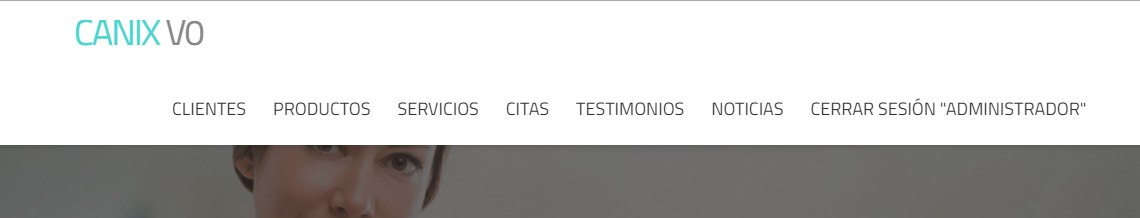 CANIX VO
CLIENTES PRODUCTOS SERVICIOS CITAS TESTIMONIOS NOTICIAS CERRAR SESIÓN "ADMINISTRADOR"